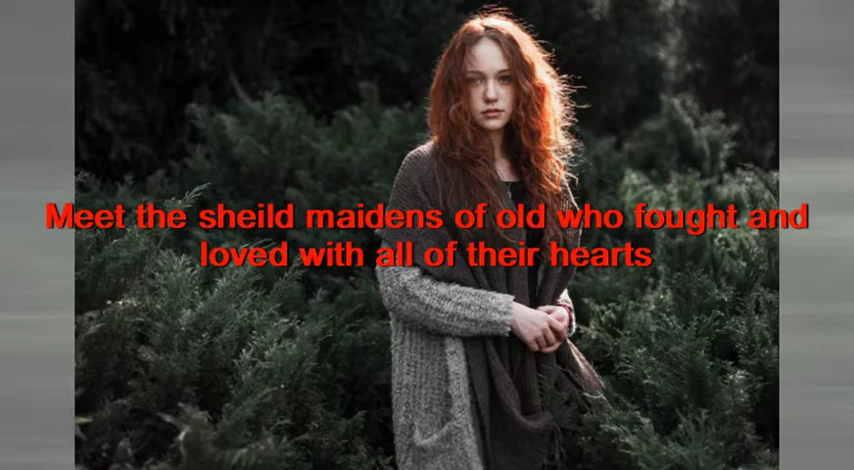 Meet the sheild maidens of old who fought and
loved with all of their hearts